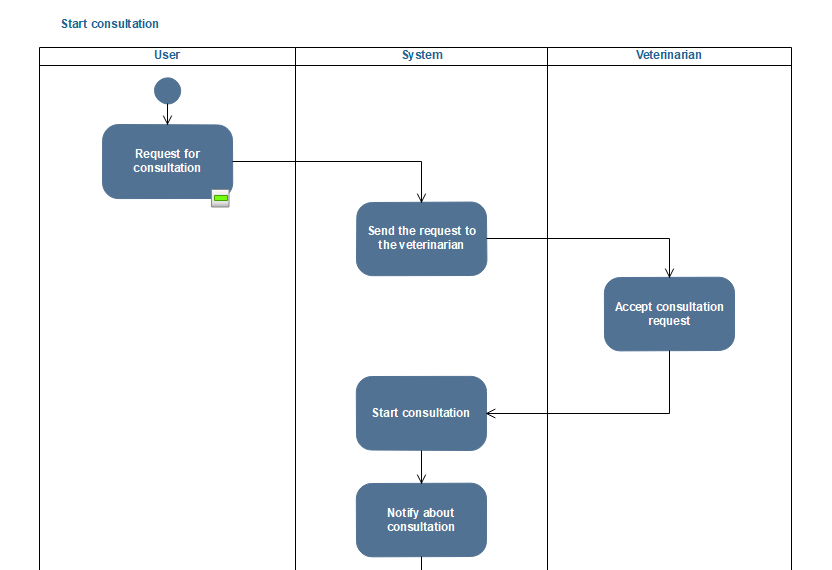 Start consultation
User
System
Veterinarian
Request for
consultation
Send the request to
the veterinarian
Accept consultation
request
Start consultation
Notify about
consultation